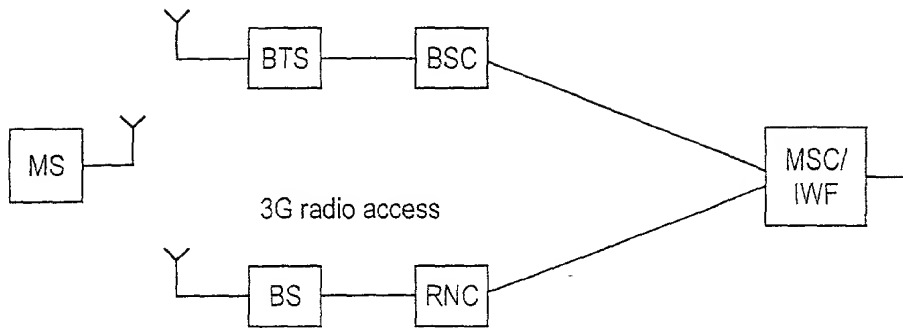 BTS
BSC
MS
MSC/
IWF
3G radio access
BS
RNC